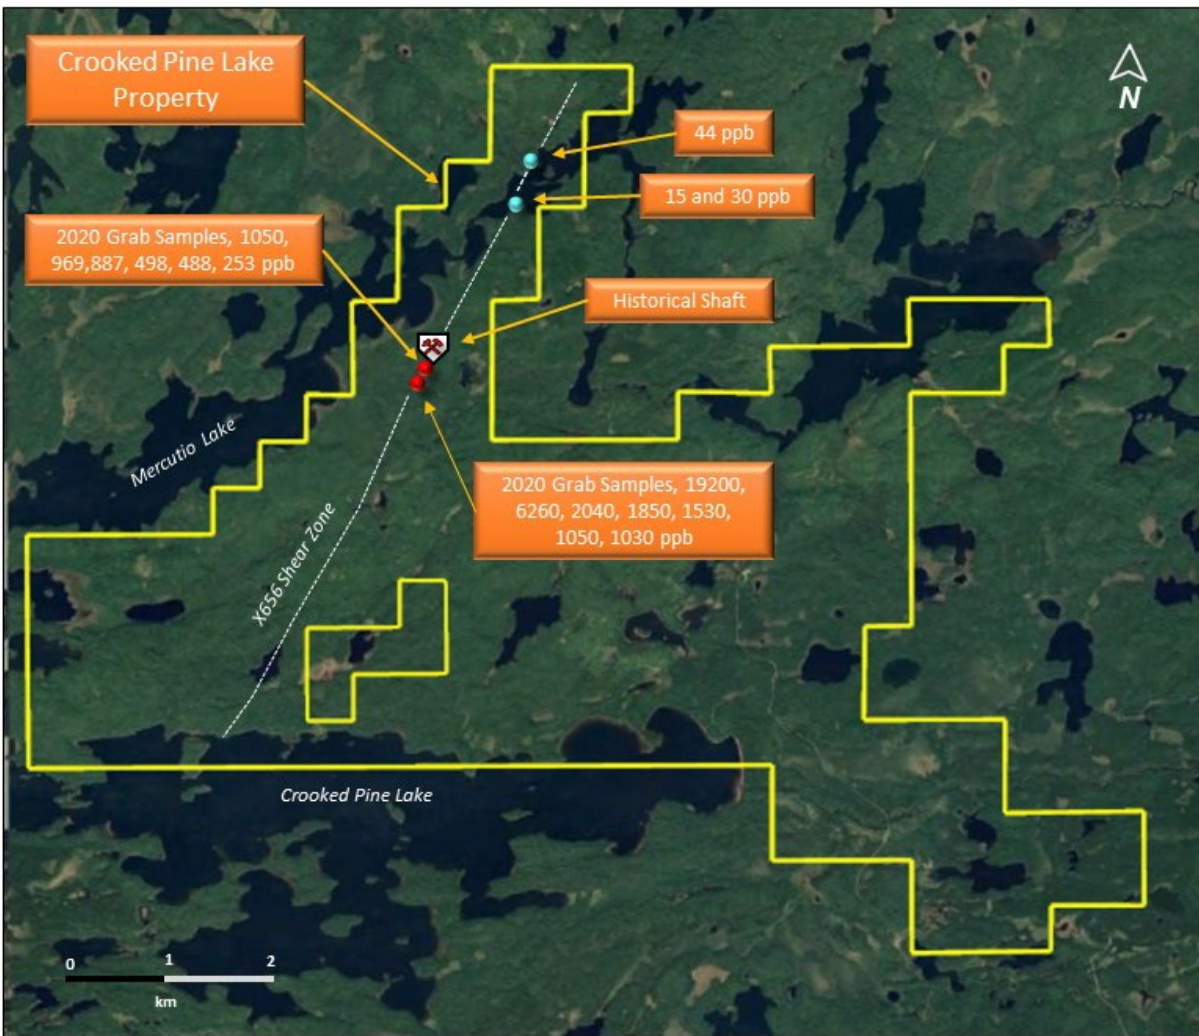 Crooked Pine Lake
Property
N
44 ppb
15 and 30 ppb
2020 Grab Samples, 1050,
969,887, 498, 488, 253 ppb
Historical Shaft
Mercutio Lake
2020 Grab Samples, 19200,
6260, 2040, 1850, 1530,
1050, 1030 ppb
X656 Shear Zone
Crooked Pine Lake
0 1 2
km